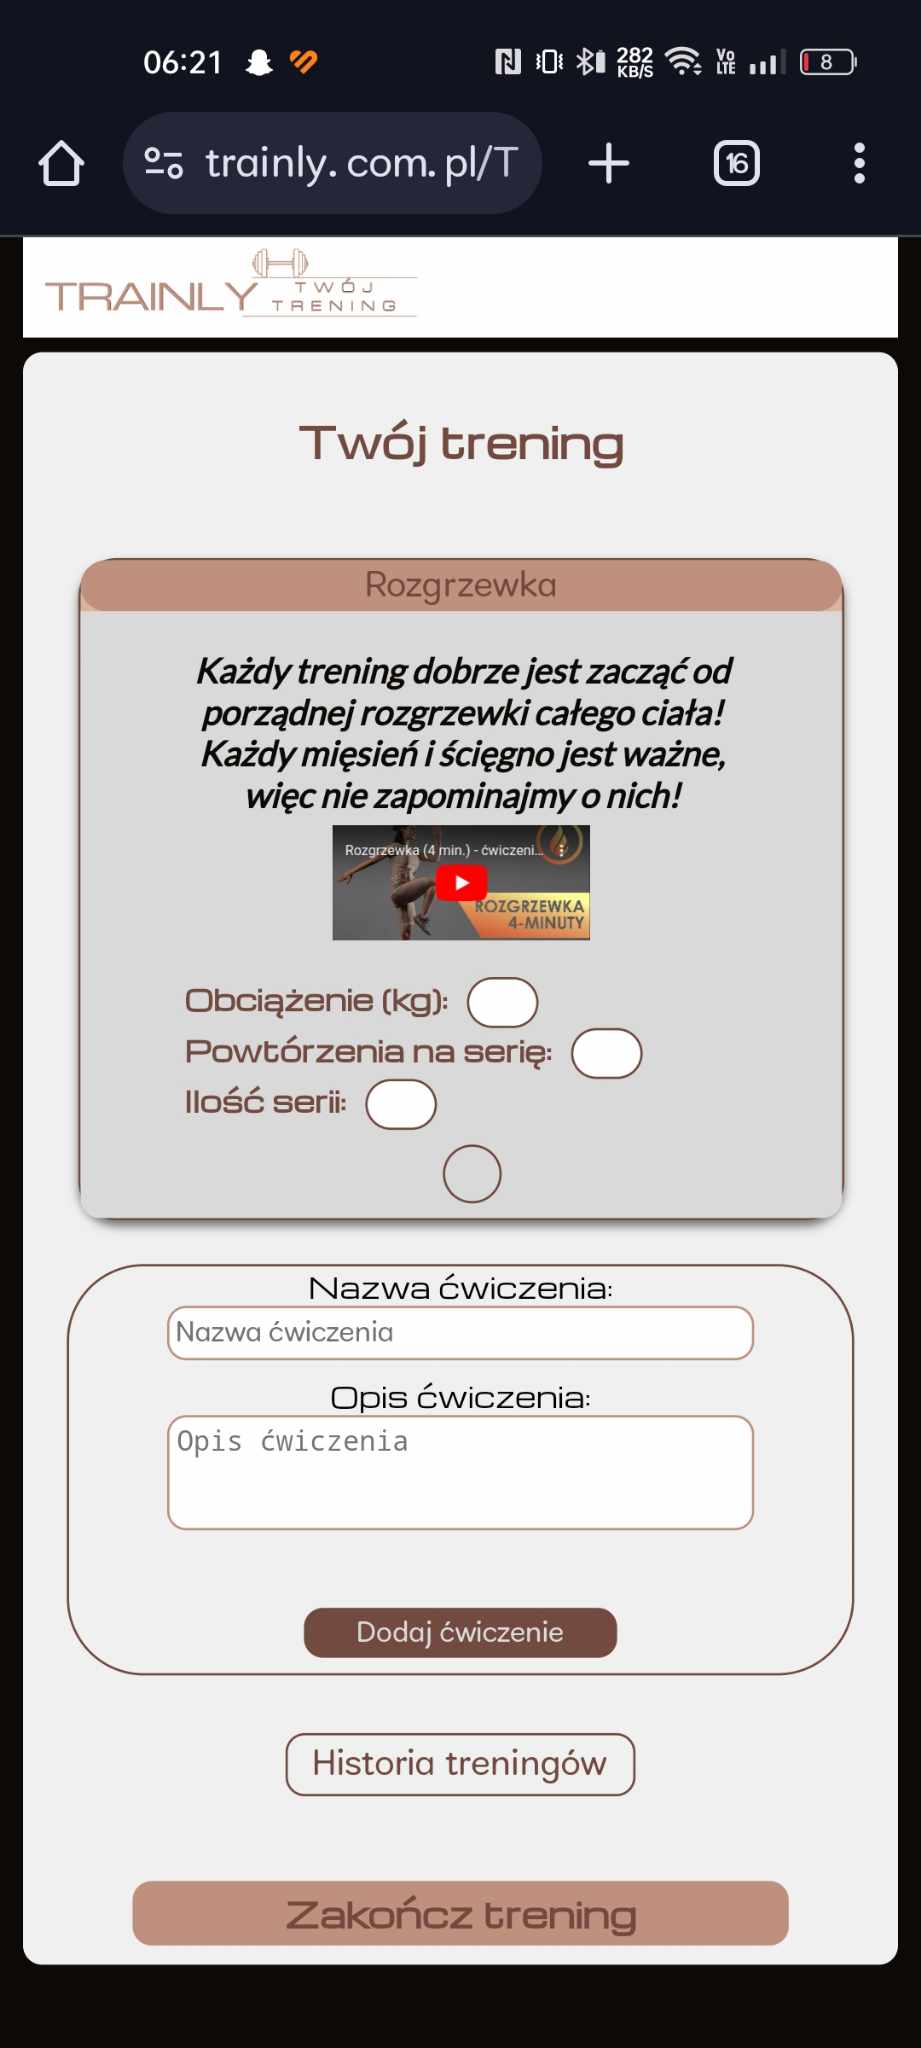 06:21
282
KB/S
Vo
LTE
8
trainly.com.pl/T
16
TRAINLY
TWÓJ
TRENING
Twój trening
Rozgrzewka
Każdy trening dobrze jest zacząć od
porządnej rozgrzewki całego ciała!
Każdy mięsień i ścięgno jest ważne,
więc nie zapominajmy o nich!
Rozgrzewka (4 min.) - ćwiczeni...
ROZGRZEWKA
4-MINUTY
Obciążenie (kg):
Powtórzenia na serię:
Ilość serii:
Nazwa ćwiczenia:
Nazwa ćwiczenia
Opis ćwiczenia:
Opis ćwiczenia
Dodaj ćwiczenie
Historia treningów
Zakończ trening